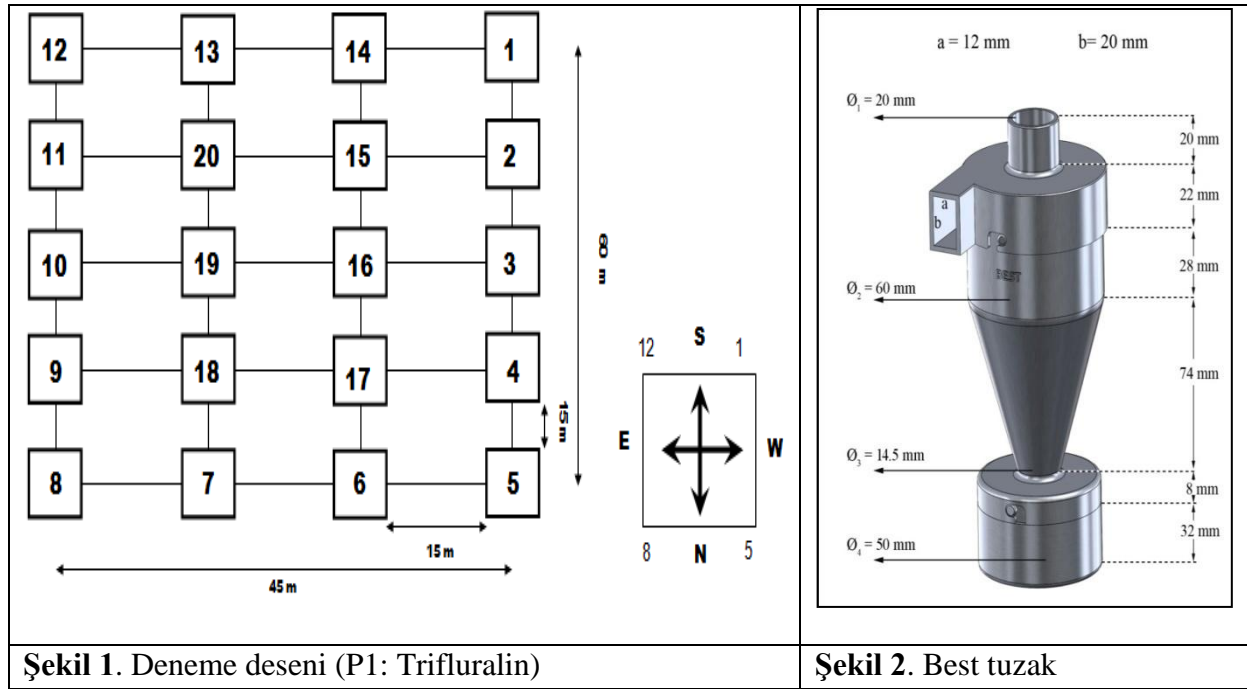 12 13 14 1
11 20 15 2
10 19 16 3
9 18 17 4
8 7 6 5
60 m
15 m
15 m
45 m
12 S 1
E W
8 N 5
a = 12 mm b= 20 mm
Ø1 = 20 mm
20 mm
22 mm
a
b
BEST
28 mm
Ø2 = 60 mm
74 mm
Ø3 = 14.5 mm
8 mm
32 mm
Ø4 = 50 mm
Şekil 1. Deneme deseni (P1: Trifluralin)
Şekil 2. Best tuzak